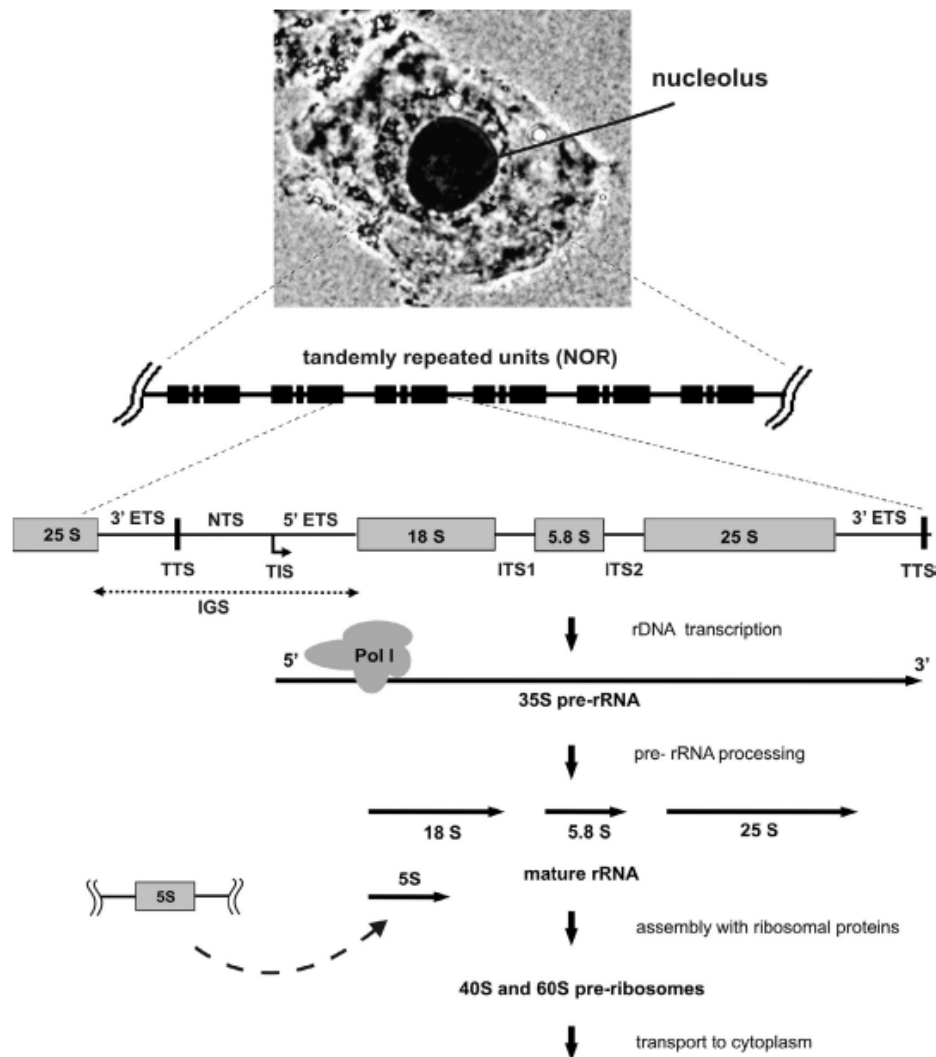 nucleolus
tandemly repeated units (NOR)
25 S
3’ ETS
NTS
5’ ETS
18 S
5.8 S
25 S
3’ ETS
TTS
TIS
ITS1
ITS2
TTS
IGS
rDNA transcription
5’
Pol I
3’
35S pre-rRNA
pre- rRNA processing
18 S
5.8 S
25 S
mature rRNA
5S
5S
assembly with ribosomal proteins
40S and 60S pre-ribosomes
transport to cytoplasm